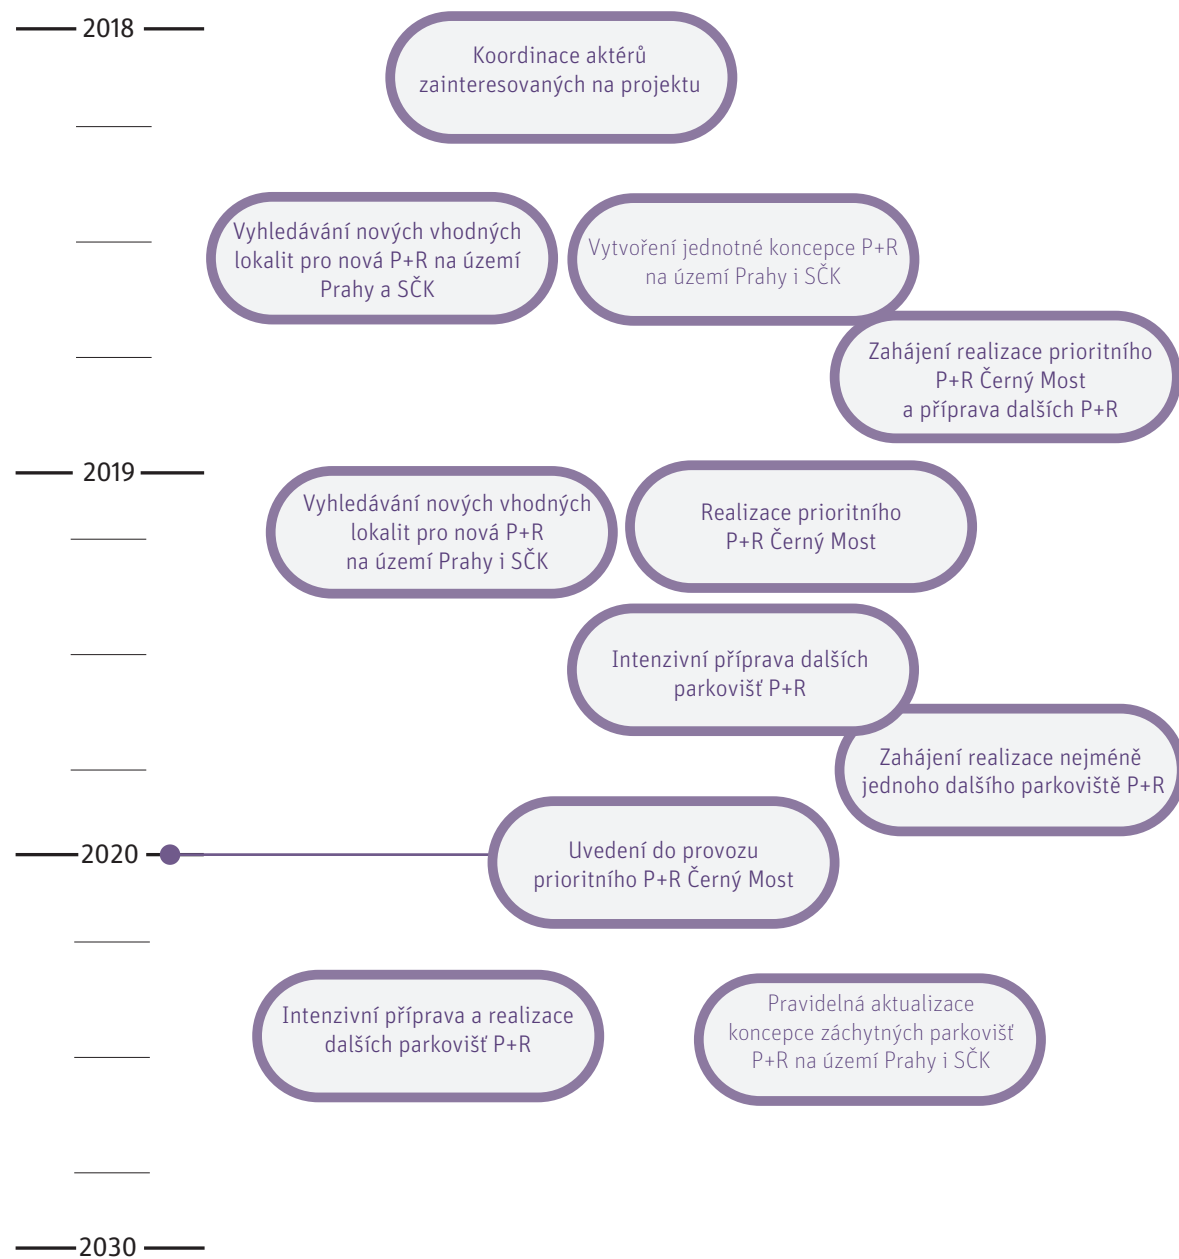 2018
Koordinace aktérů
zainteresovaných na projektu
Vyhledávání nových vhodných
lokalit pro nová P+R na území
Prahy a SČK
Vytvoření jednotné koncepce P+R
na území Prahy i SČK
Zahájení realizace prioritního
P+R Černý Most
a příprava dalších P+R
2019
Vyhledávání nových vhodných
lokalit pro nová P+R
na území Prahy i SČK
Realizace prioritního
P+R Černý Most
Intenzivní příprava dalších
parkovišť P+R
Zahájení realizace nejméně
jednoho dalšího parkoviště P+R
2020
Uvedení do provozu
prioritního P+R Černý Most
Intenzivní příprava a realizace
dalších parkovišť P+R
Pravidelná aktualizace
koncepce záchytných parkovišť
P+R na území Prahy i SČK
2030